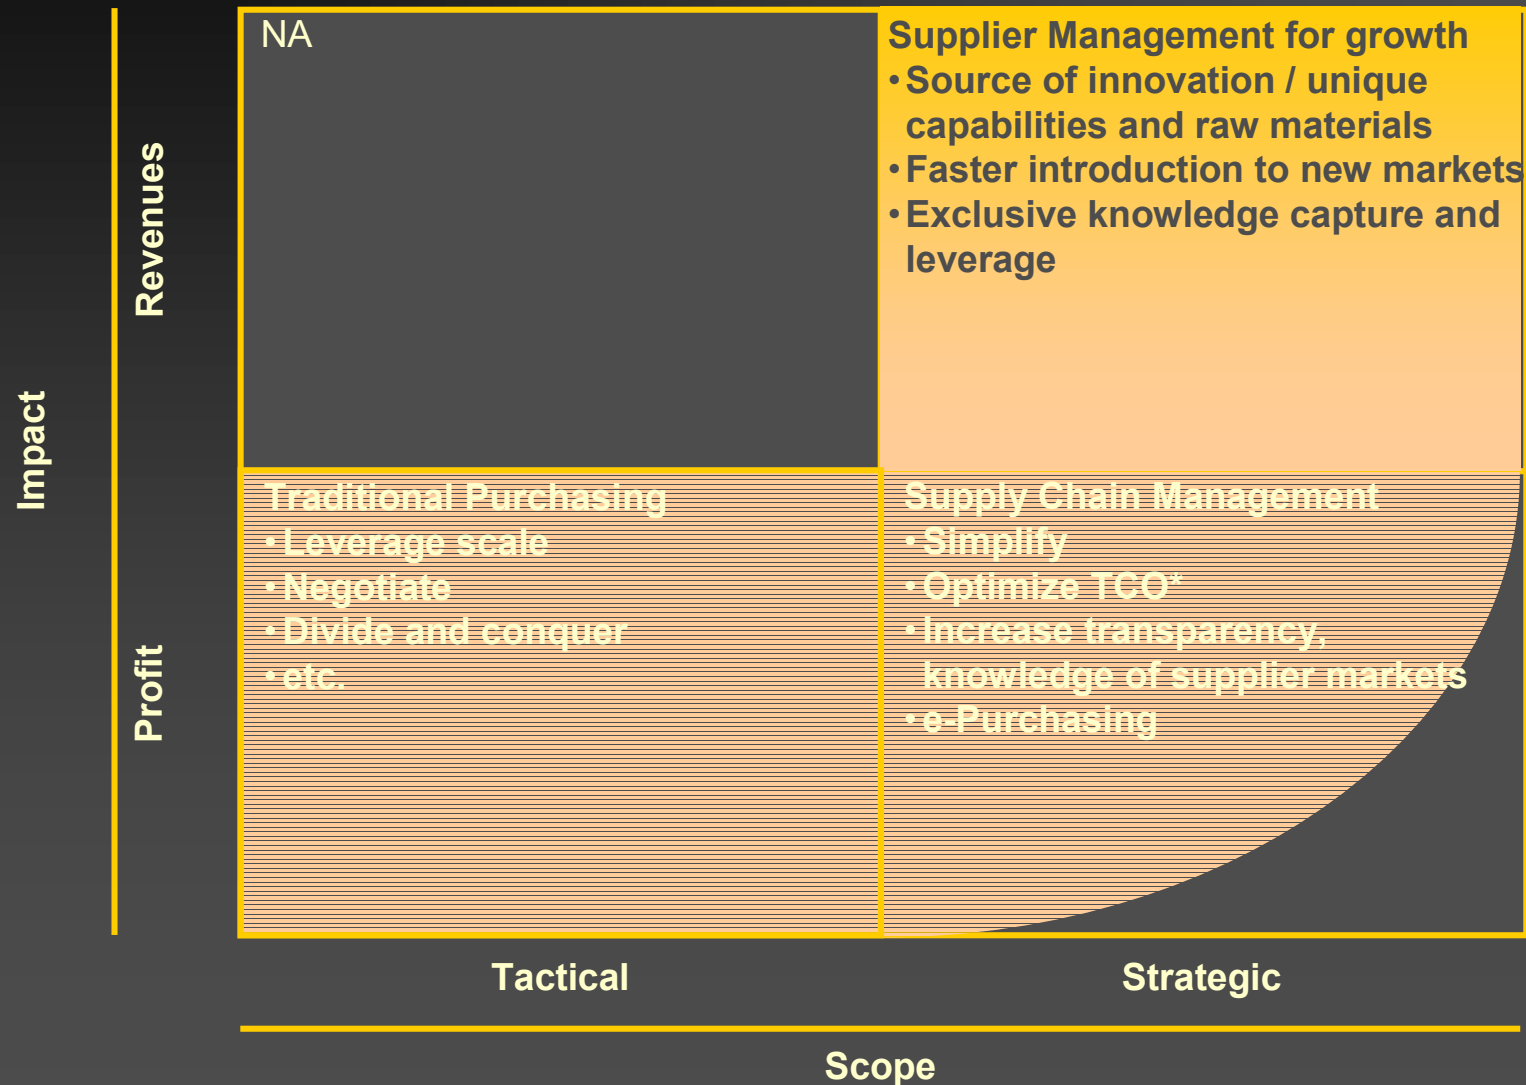 NA
Supplier Management for growth
• Source of innovation / unique
capabilities and raw materials
• Faster introduction to new markets
• Exclusive knowledge capture and
leverage
Impact
Revenues
Profit
Traditional Purchasing
• Leverage scale
• Negotiate
• Divide and conquer
• etc.
Supply Chain Management
• Simplify
• Optimize TCO*
• Increase transparency,
knowledge of supplier markets
• e-Purchasing
Tactical
Strategic
Scope